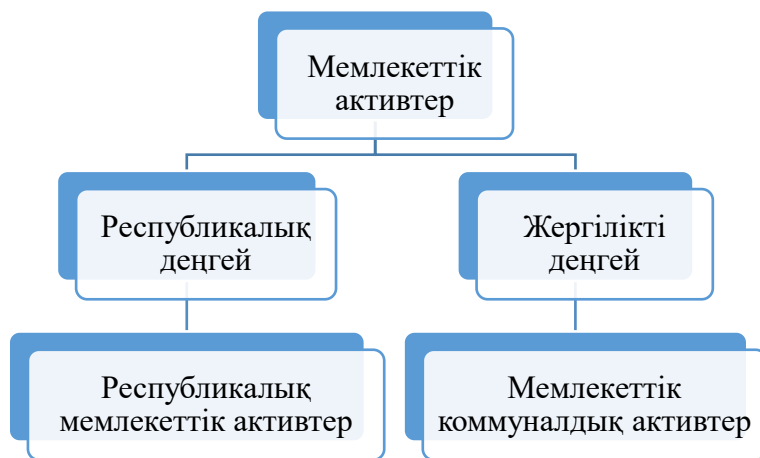 Мемлекеттік
активтер
Республикалық
деңгей
Жергілікті
деңгей
Республикалық
мемлекеттік активтер
Мемлекеттік
коммуналдық активтер